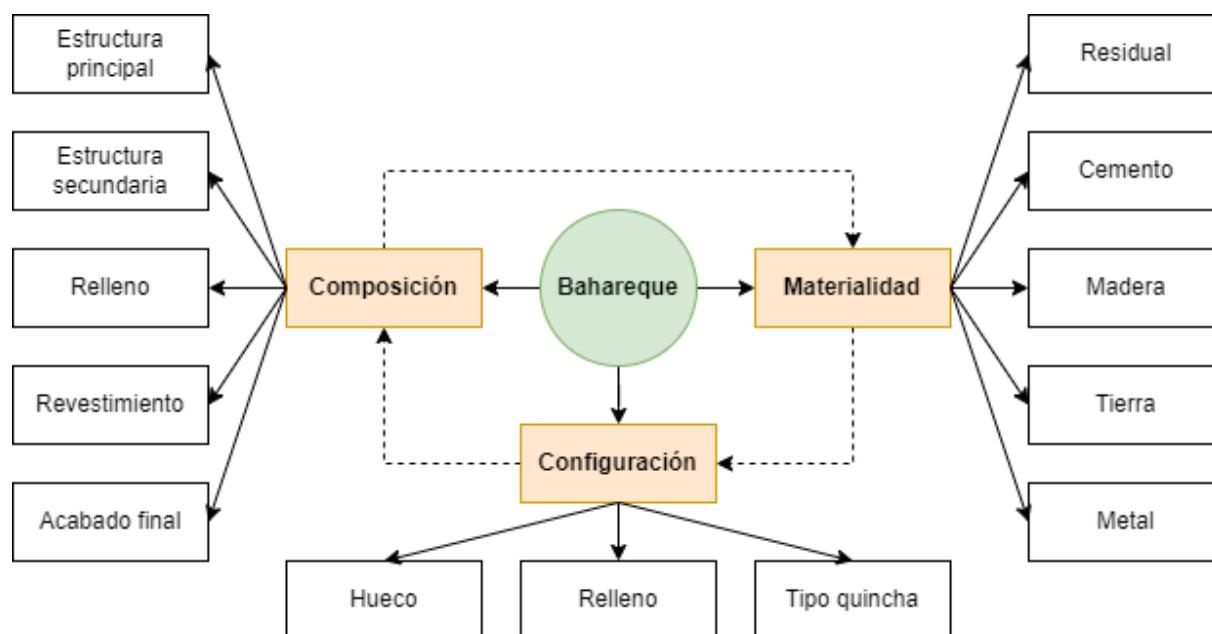 Estructura
principal
Residual
Estructura
secundaria
Cemento
Relleno
Composición
Bahareque
Materialidad
Madera
Revestimiento
Tierra
Configuración
Acabado final
Metal
Hueco
Relleno
Tipo quincha